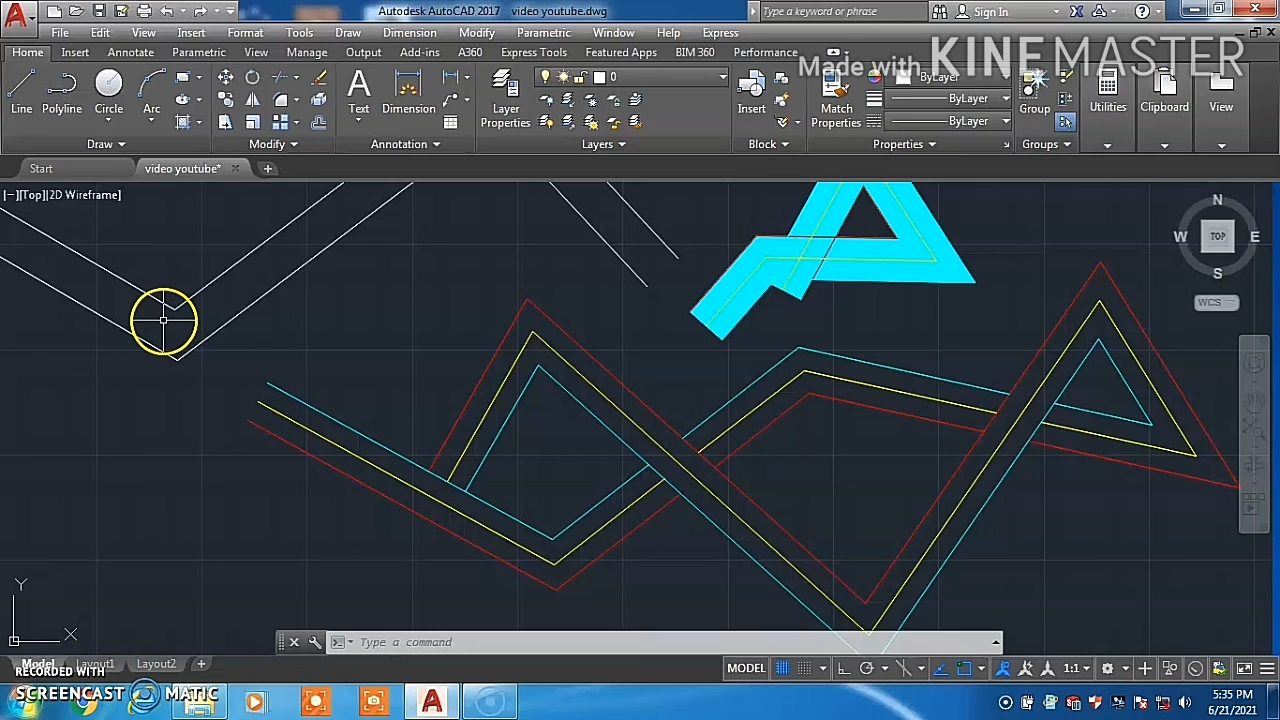 Autodesk AutoCAD 2017 video youtube.dwg
Type a keyword or phrase
Sign In
File Edit View Insert Format Tools Draw Dimension Modify Parametric Window Help Express
Home Insert Annotate Parametric View Manage Output Add-ins A360 Express Tools Featured Apps BIM 360 Performance
Made with KINEMASTER
0
ByLayer
Line Polyline Circle Arc
Text Dimension
Layer
Properties
Insert
Match
Properties
ByLayer
ByLayer
Group
Utilities
Clipboard
View
Draw Modify Annotation Layers Block Properties Groups
Start
video youtube*
[−][Top][2D Wireframe]
N
W TOP E
S
WCS
Y
X
Type a command
Model Layout1 Layout2
MODEL
1:1
RECORDED WITH
SCREENCAST MATIC
5:35 PM
6/21/2021